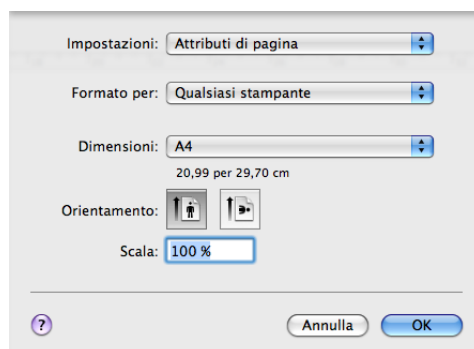 Impostazioni: Attributi di pagina
Formato per: Qualsiasi stampante
Dimensioni: A4
20,99 per 29,70 cm
Orientamento:
Scala: 100 %
? Annulla OK